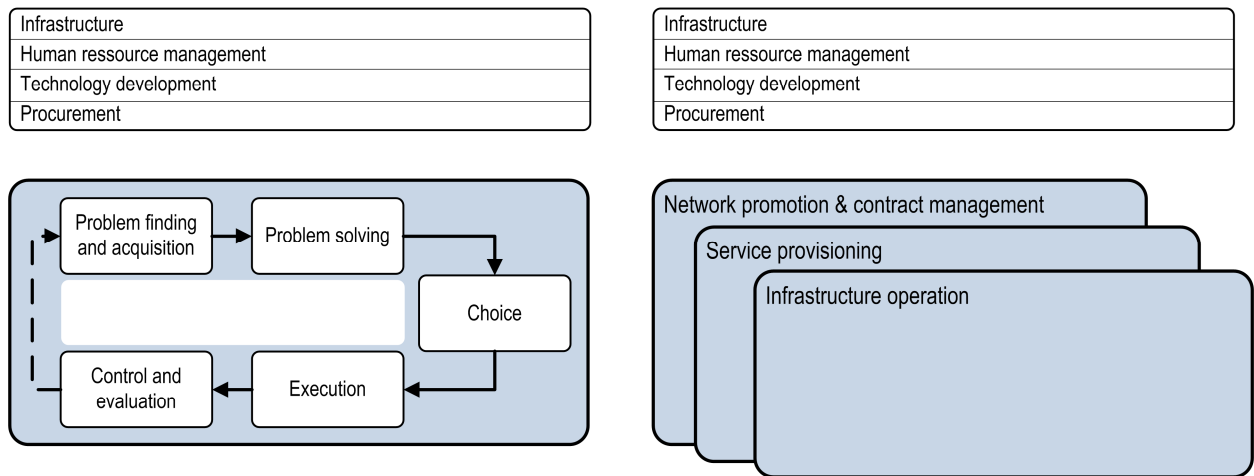 Infrastructure
Human ressource management
Technology development
Procurement
Problem finding
and acquisition
Problem solving
Choice
Control and
evaluation
Execution
Infrastructure
Human ressource management
Technology development
Procurement
Network promotion & contract management
Service provisioning
Infrastructure operation